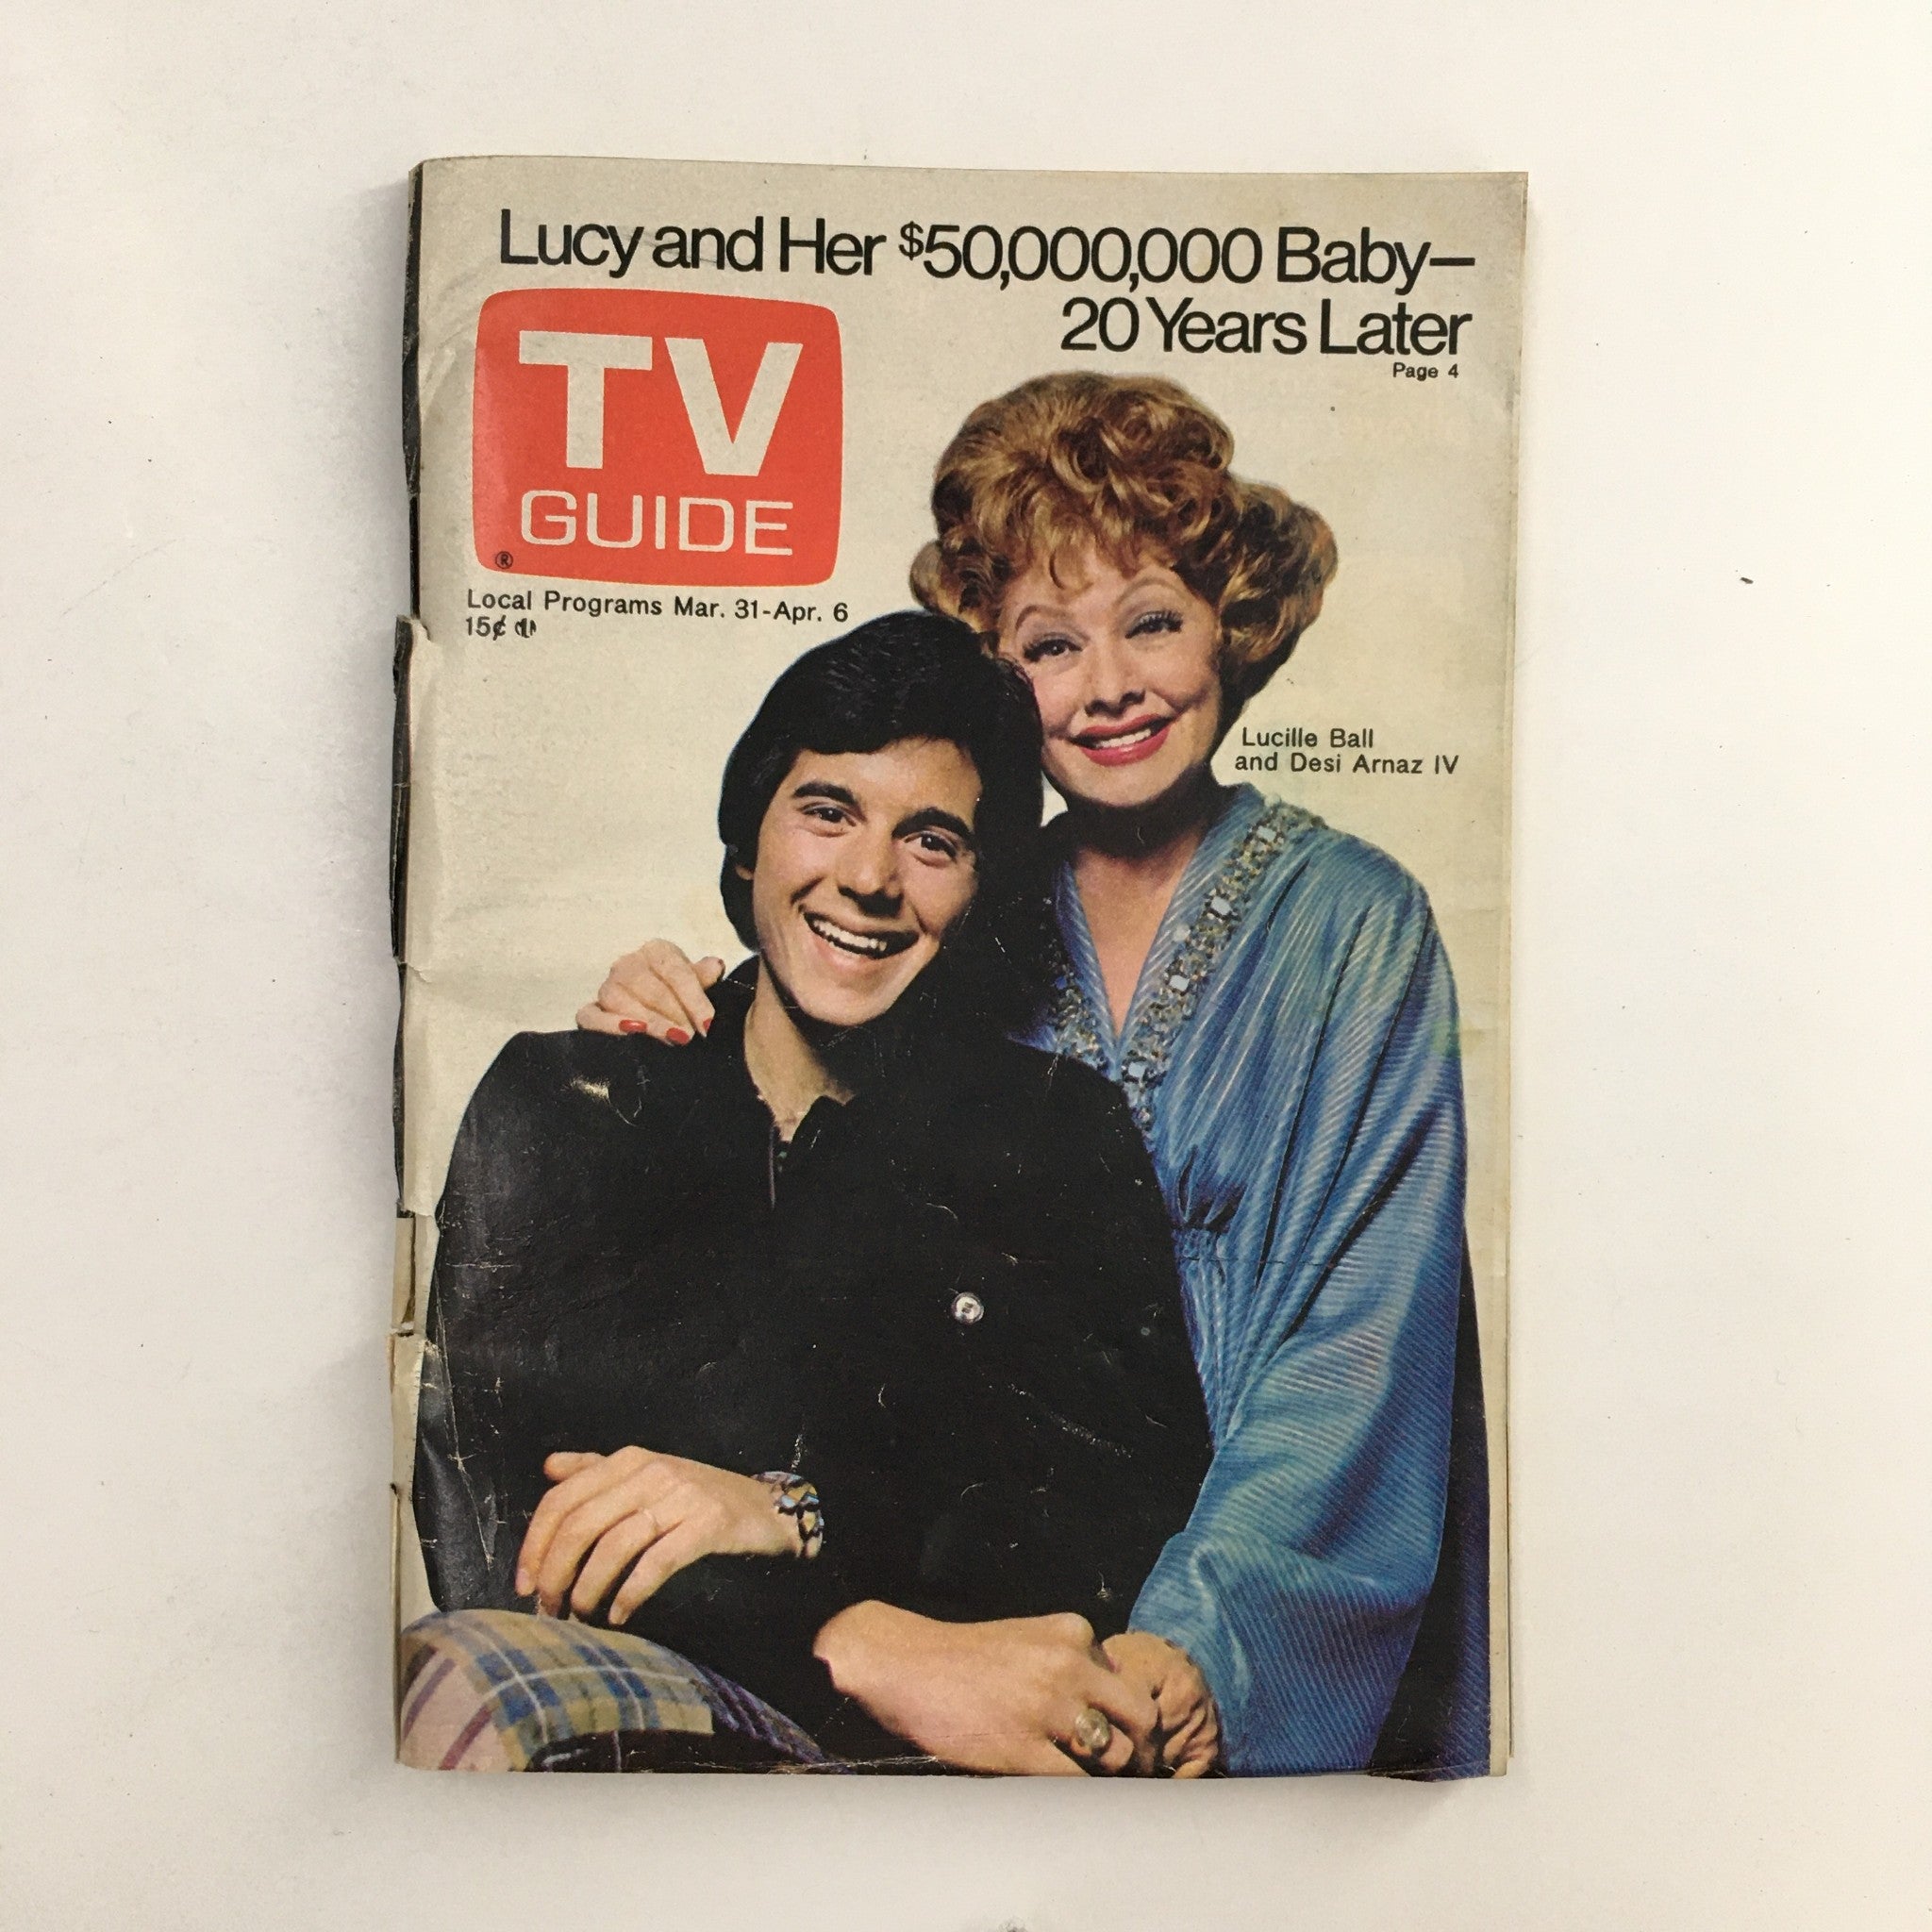 Lucy and Her $50,000,000 Baby—
20 Years Later
Page 4
TV
GUIDE
®
Local Programs Mar. 31-Apr. 6
15¢
Lucille Ball
and Desi Arnaz IV